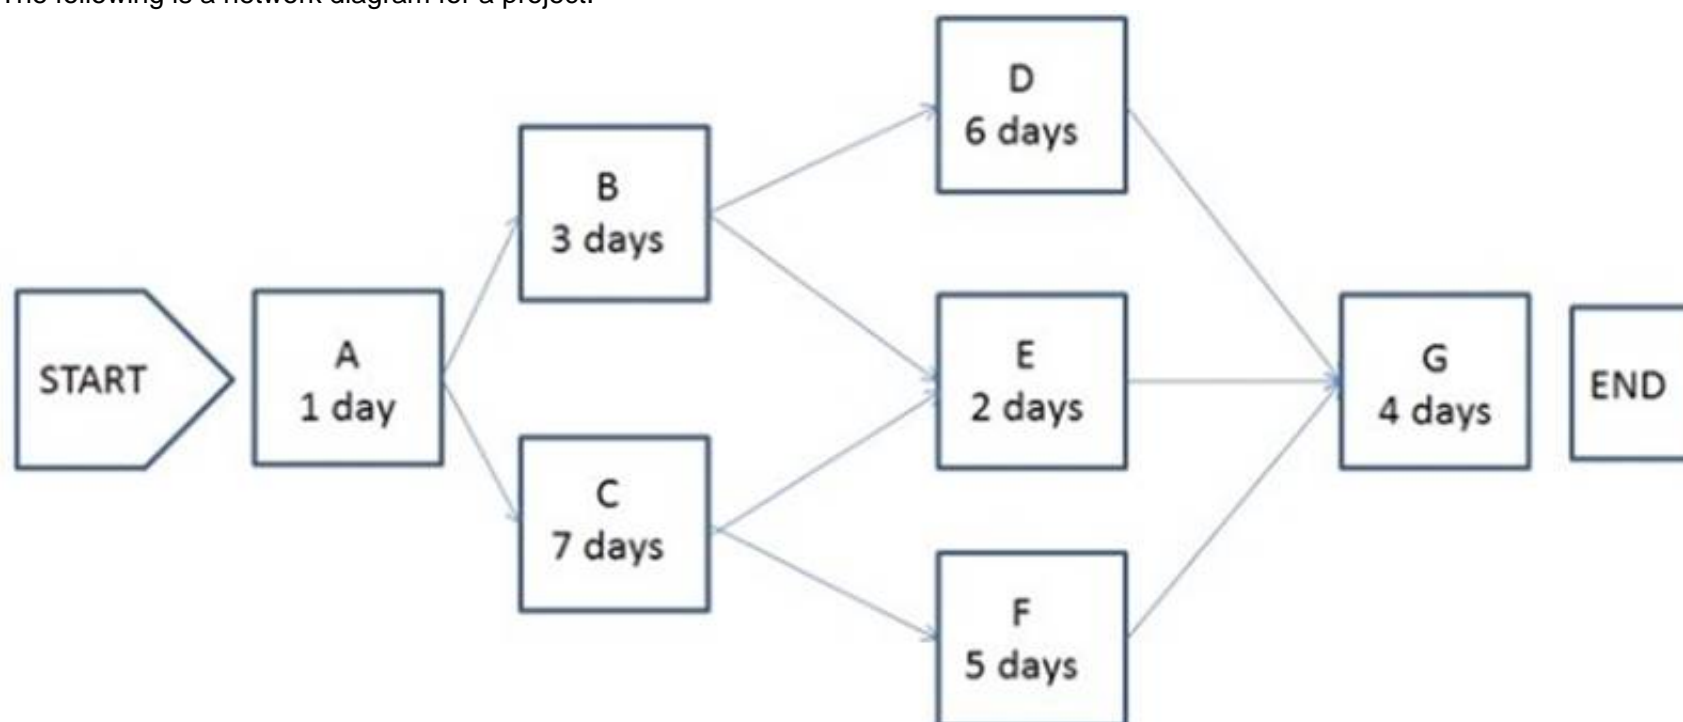 The following is a network diagram for a project.
START
A
1 day
B
3 days
C
7 days
D
6 days
E
2 days
F
5 days
G
4 days
END